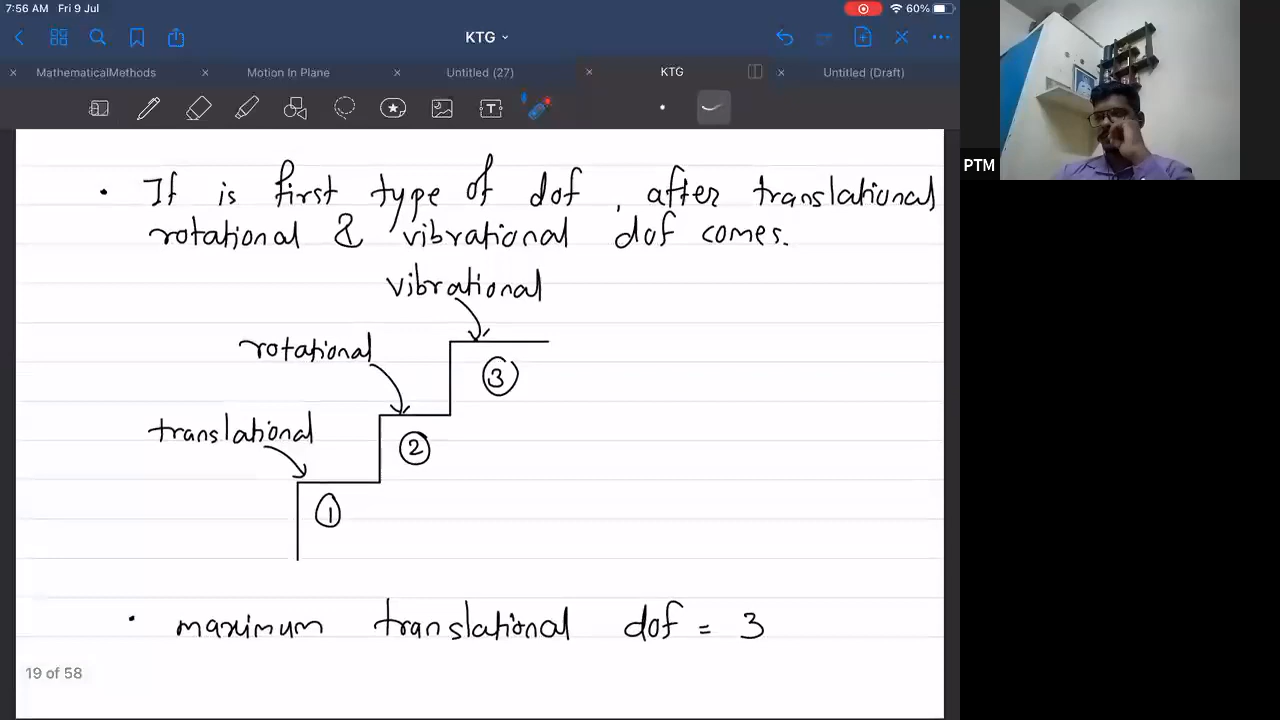 7:56 AM Fri 9 Jul
60%
KTG
MathematicalMethods
Motion In Plane
Untitled (27)
KTG
Untitled (Draft)
T
PTM
• If is first type of dof, after translational
rotational & vibrational dof comes.
vibrational
rotational
3
translational
2
1
• maximum translational dof = 3
19 of 58